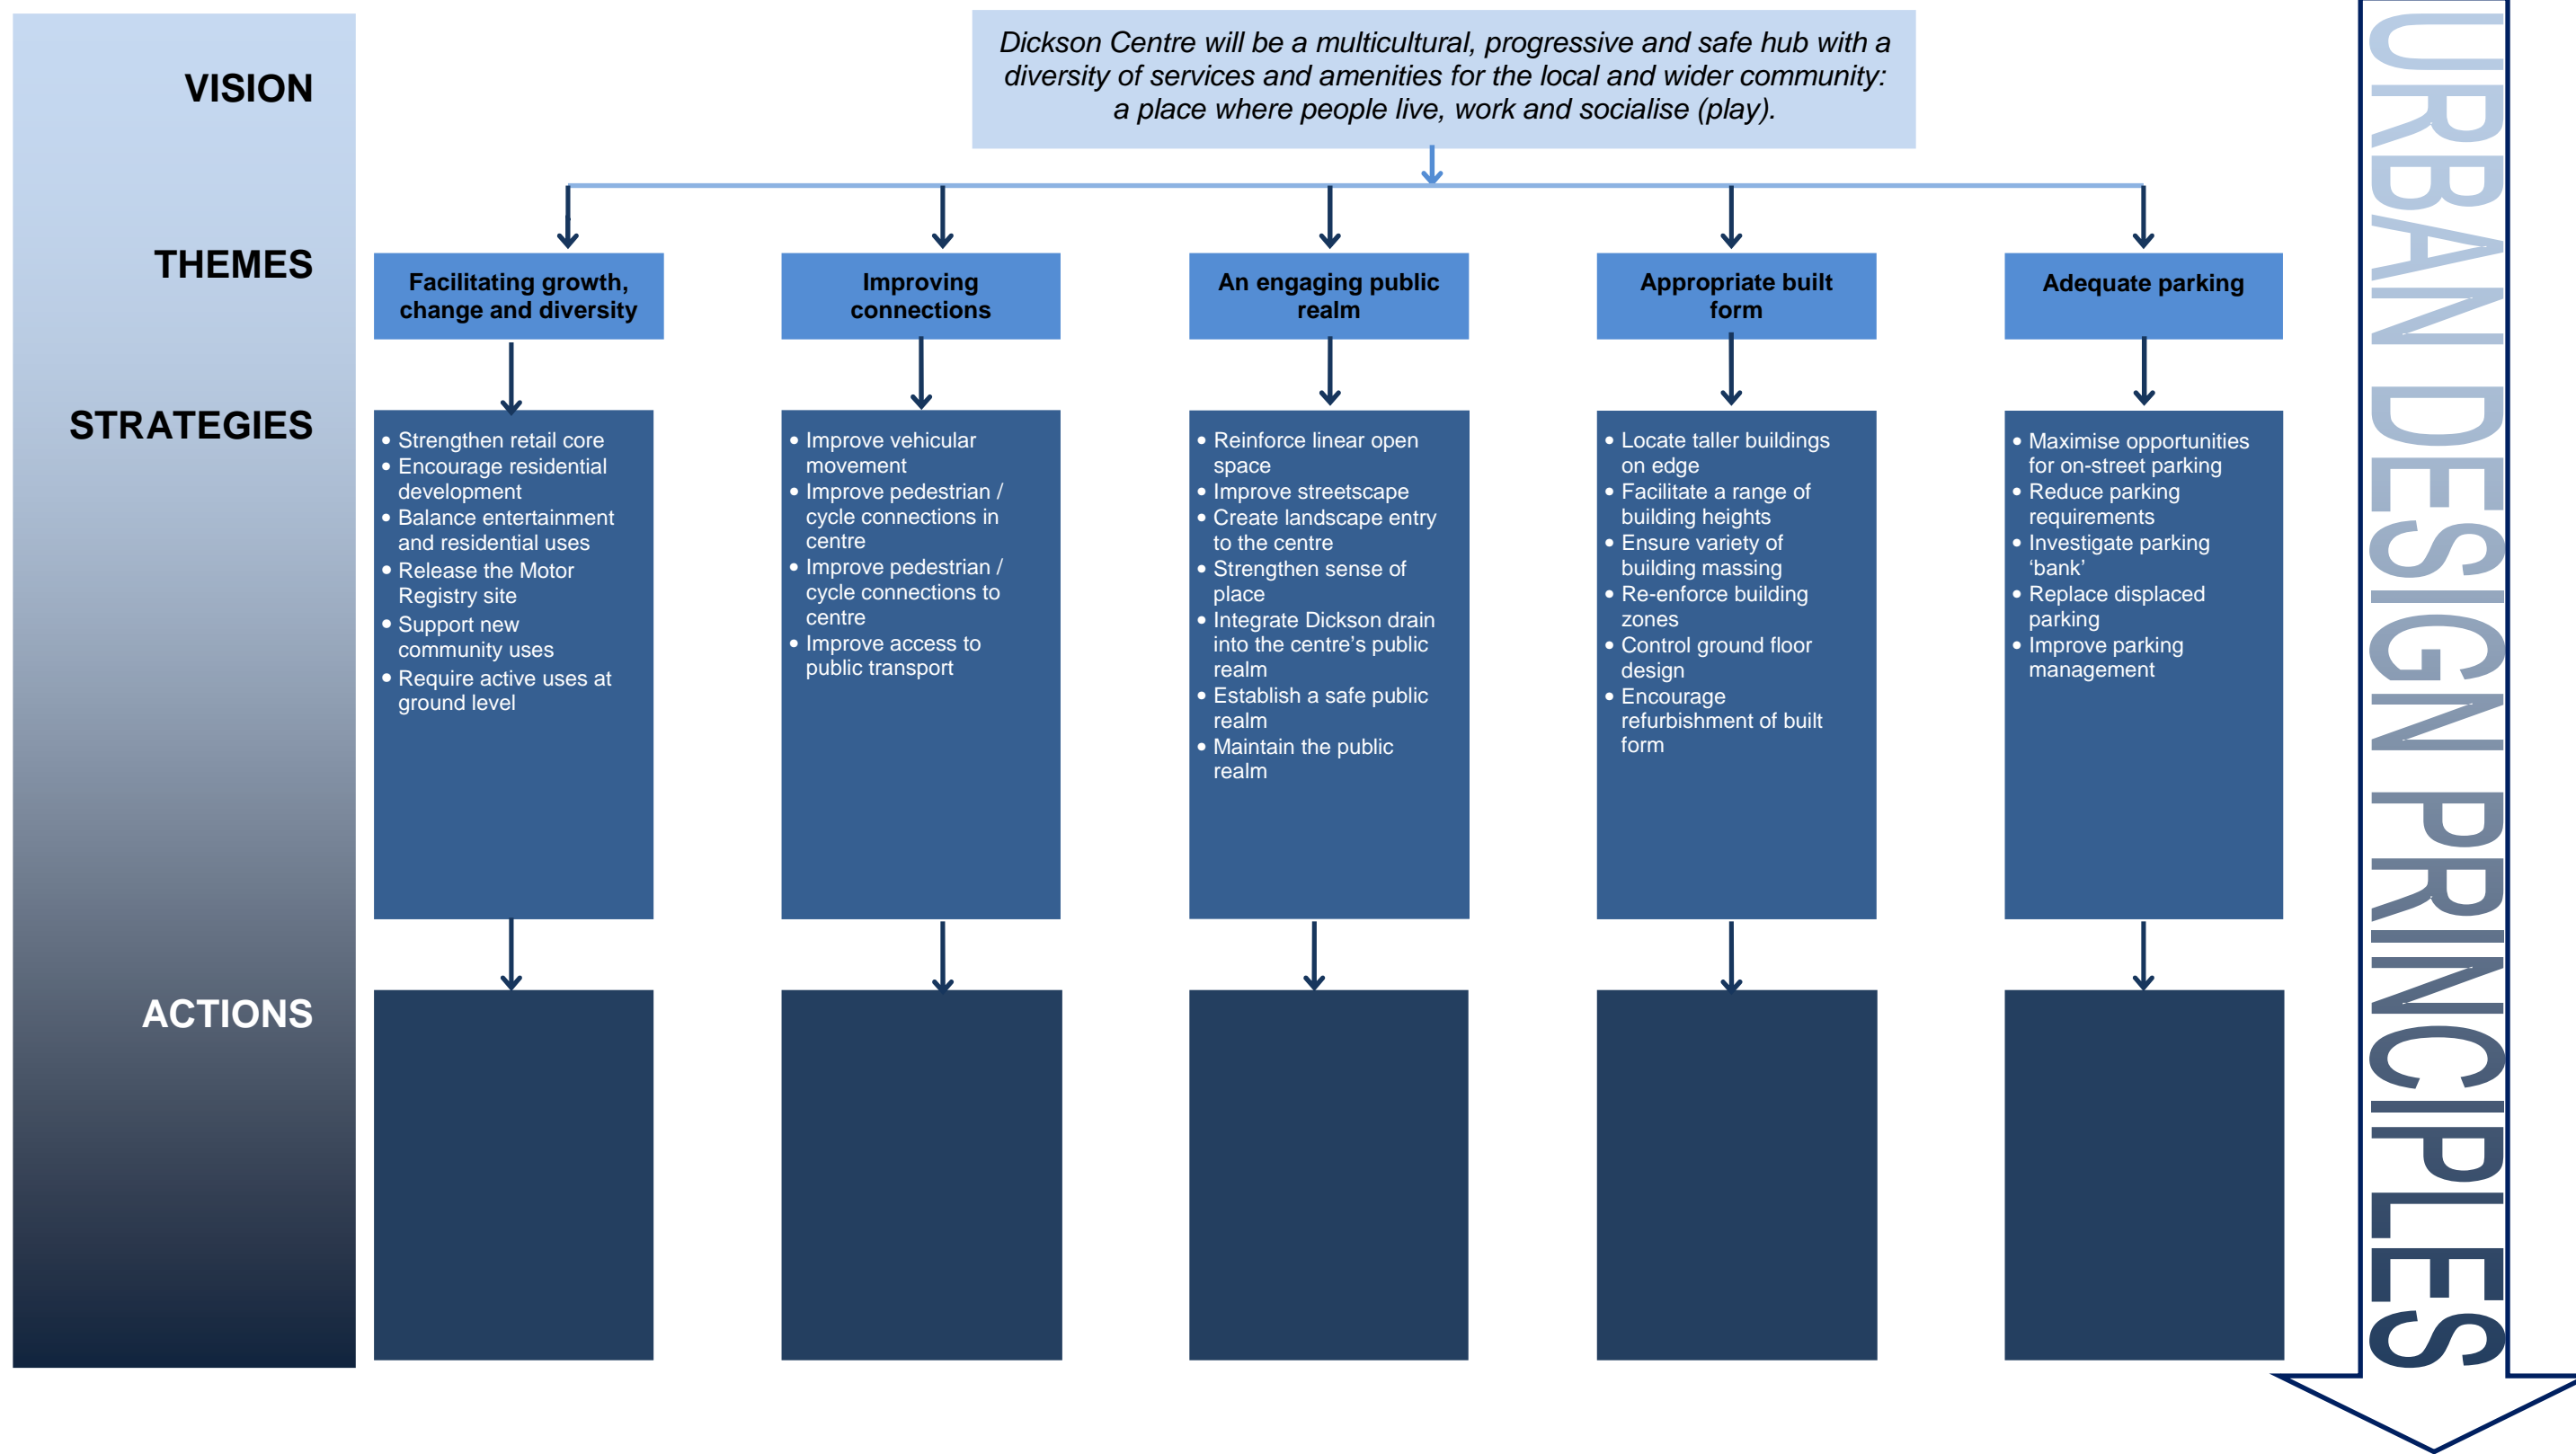 VISION
Dickson Centre will be a multicultural, progressive and safe hub with a
diversity of services and amenities for the local and wider community:
a place where people live, work and socialise (play).
THEMES
Facilitating growth,
change and diversity
Improving
connections
An engaging public
realm
Appropriate built
form
Adequate parking
STRATEGIES
• Strengthen retail core
• Encourage residential
development
• Balance entertainment
and residential uses
• Release the Motor
Registry site
• Support new
community uses
• Require active uses at
ground level
• Improve vehicular
movement
• Improve pedestrian /
cycle connections in
centre
• Improve pedestrian /
cycle connections to
centre
• Improve access to
public transport
• Reinforce linear open
space
• Improve streetscape
• Create landscape entry
to the centre
• Strengthen sense of
place
• Integrate Dickson drain
into the centre’s public
realm
• Establish a safe public
realm
• Maintain the public
realm
• Locate taller buildings
on edge
• Facilitate a range of
building heights
• Ensure variety of
building massing
• Re-enforce building
zones
• Control ground floor
design
• Encourage
refurbishment of built
form
• Maximise opportunities
for on-street parking
• Reduce parking
requirements
• Investigate parking
‘bank’
• Replace displaced
parking
• Improve parking
management
ACTIONS
URBAN DESIGN PRINCIPLES